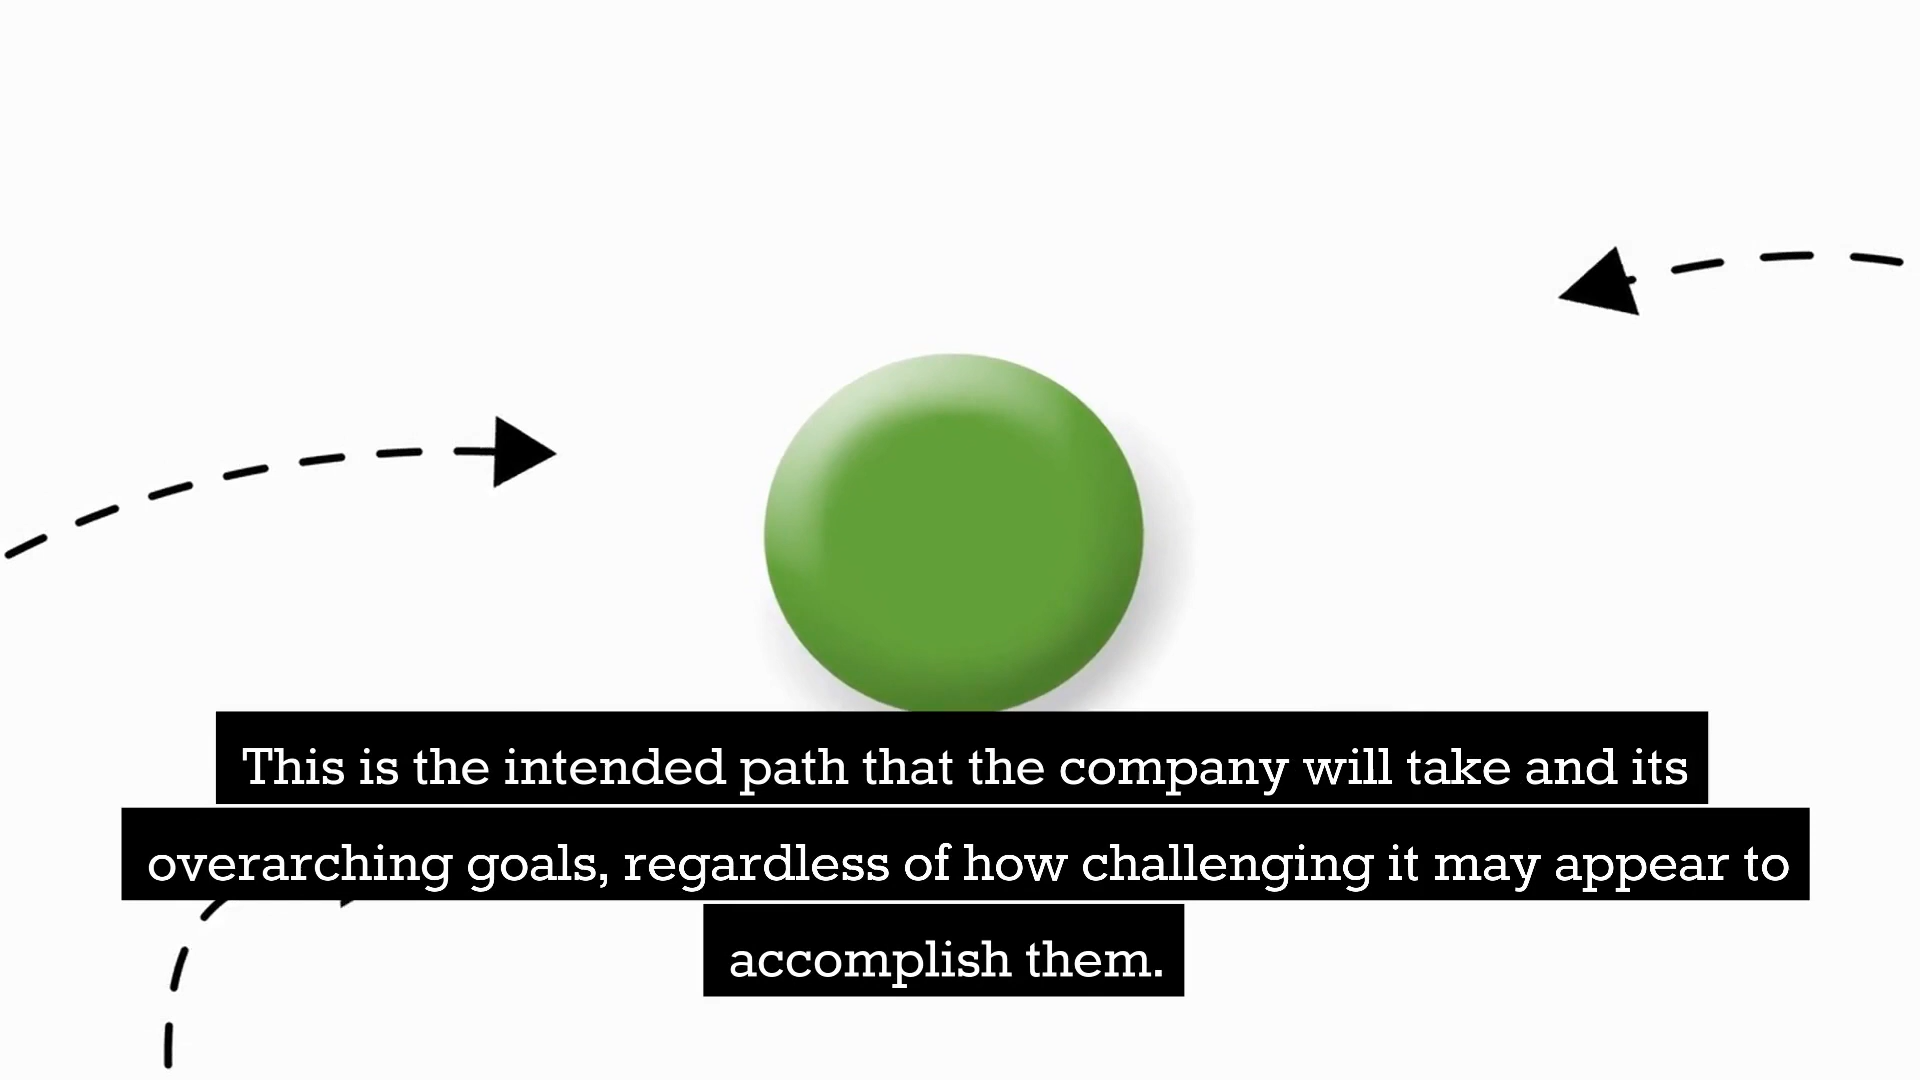 This is the intended path that the company will take and its
overarching goals, regardless of how challenging it may appear to
accomplish them.